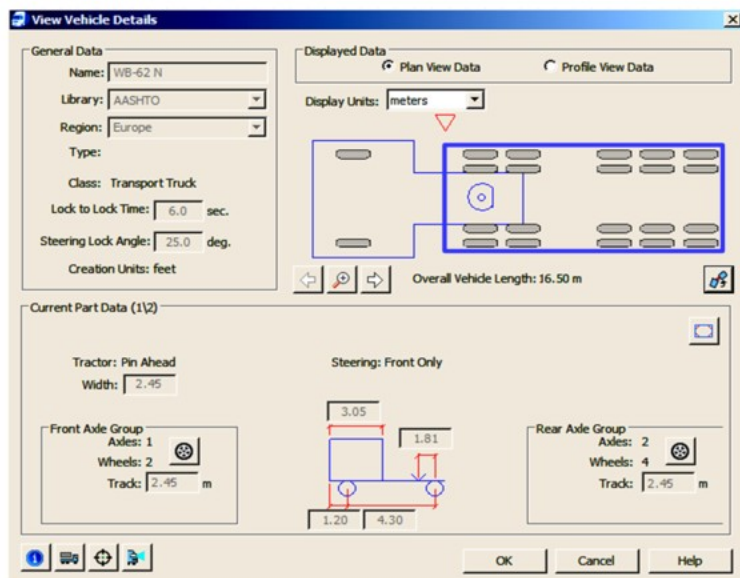 View Vehicle Details
General Data
Name: WB-62 N
Library: AASHTO
Region: Europe
Type:
Class: Transport Truck
Lock to Lock Time: 6.0 sec.
Steering Lock Angle: 25.0 deg.
Creation Units: feet
Displayed Data
Plan View Data Profile View Data
Display Units: meters
Overall Vehicle Length: 16.50 m
Current Part Data (1\2)
Tractor: Pin Ahead
Width: 2.45
Steering: Front Only
Front Axle Group
Axles: 1
Wheels: 2
Track: 2.45 m
3.05
1.81
1.20 4.30
Rear Axle Group
Axles: 2
Wheels: 4
Track: 2.45 m
OK Cancel Help